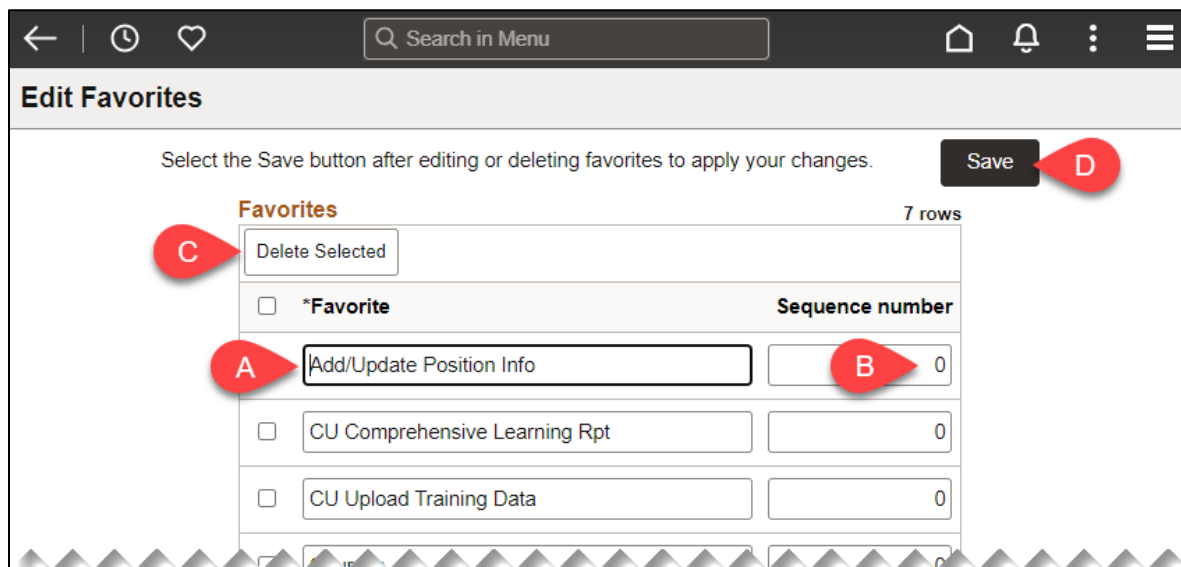 Search in Menu
Edit Favorites
Select the Save button after editing or deleting favorites to apply your changes.
Save
D
Favorites
7 rows
C
Delete Selected
*Favorite
Sequence number
A
Add/Update Position Info
B
0
CU Comprehensive Learning Rpt
0
CU Upload Training Data
0